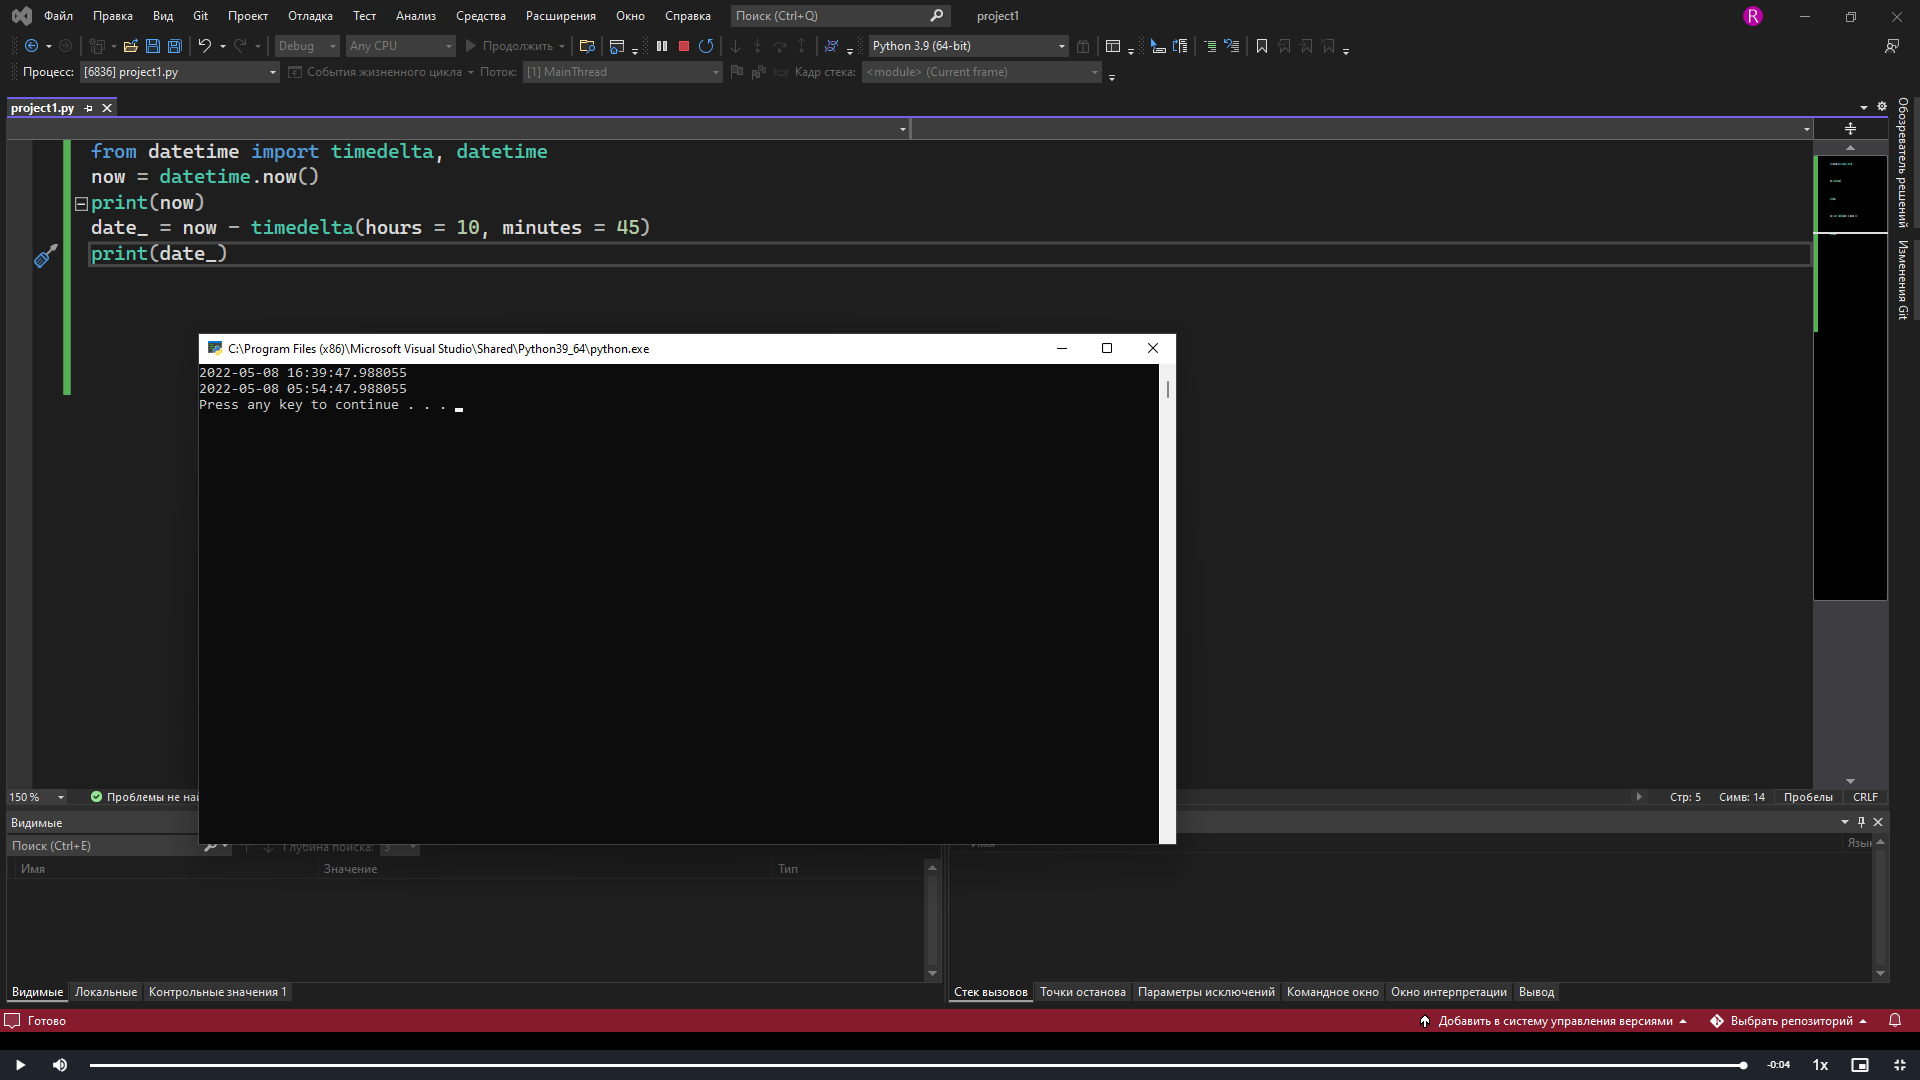 Файл Правка Вид Git Проект Отладка Тест Анализ Средства Расширения Окно Справка Поиск (Ctrl+Q) project1 R
Debug Any CPU Продолжить Python 3.9 (64-bit)
Процесс: [6836] project1.py События жизненного цикла Поток: [1] MainThread Кадр стека: <module> (Current frame)
project1.py
from datetime import timedelta, datetime
now = datetime.now()
print(now)
date_ = now - timedelta(hours = 10, minutes = 45)
print(date_)
Обозреватель решений
Изменения Git
C:\Program Files (x86)\Microsoft Visual Studio\Shared\Python39_64\python.exe
2022-05-08 16:39:47.988055
2022-05-08 05:54:47.988055
Press any key to continue . . .
150 % Проблемы не най Стр: 5 Симв: 14 Пробелы CRLF
Видимые
Поиск (Ctrl+E) Глубина поиска: 3 Имя Язык
Имя Значение Тип
Видимые Локальные Контрольные значения 1 Стек вызовов Точки останова Параметры исключений Командное окно Окно интерпретации Вывод
Готово Добавить в систему управления версиями Выбрать репозиторий
-0:04 1x